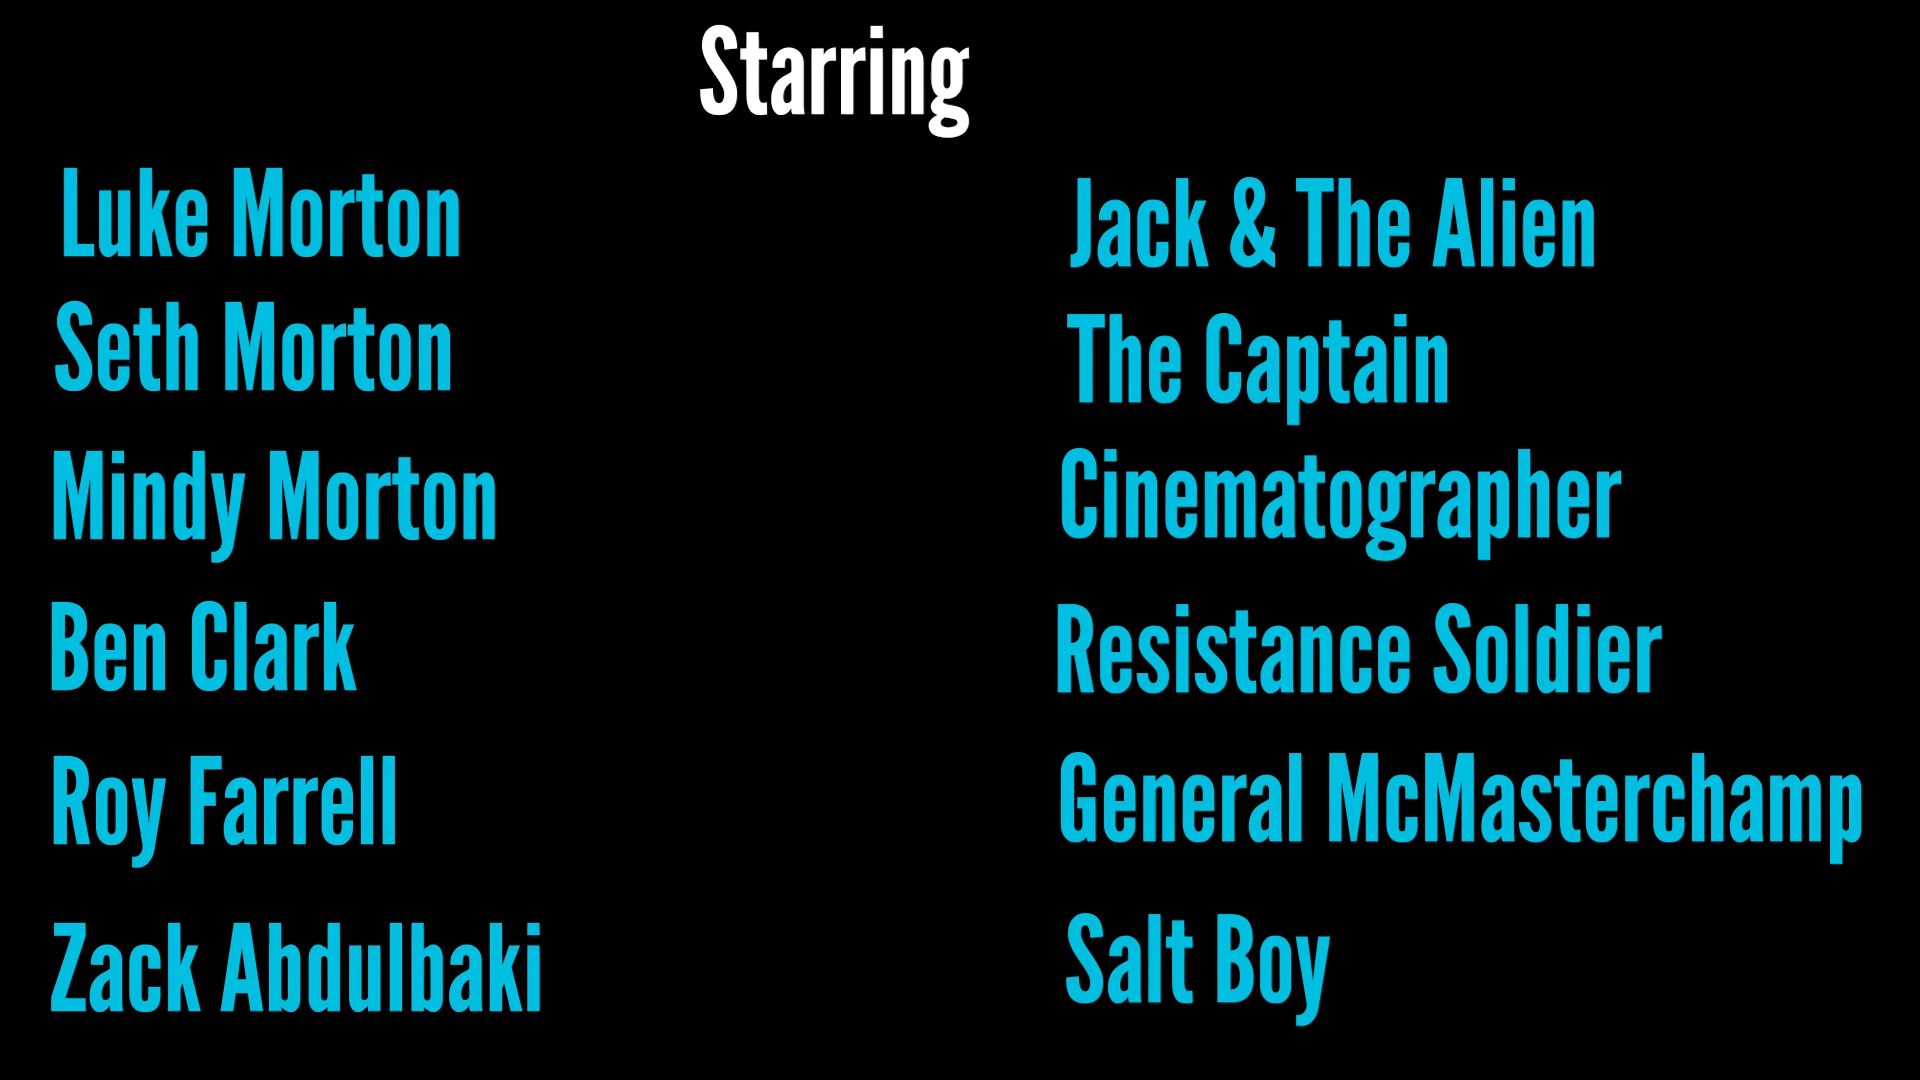 Starring
Luke Morton Jack & The Alien
Seth Morton The Captain
Mindy Morton Cinematographer
Ben Clark Resistance Soldier
Roy Farrell General McMasterchamp
Zack Abdulbaki Salt Boy